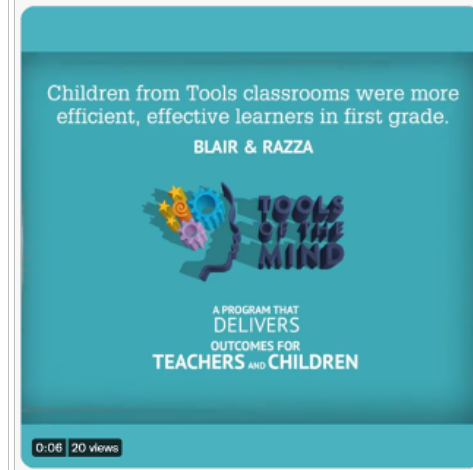 Children from Tools classrooms were more
efficient, effective learners in first grade.
BLAIR & RAZZA
TOOLS
OF THE
MIND
A PROGRAM THAT
DELIVERS
OUTCOMES FOR
TEACHERS AND CHILDREN
0:06 20 views